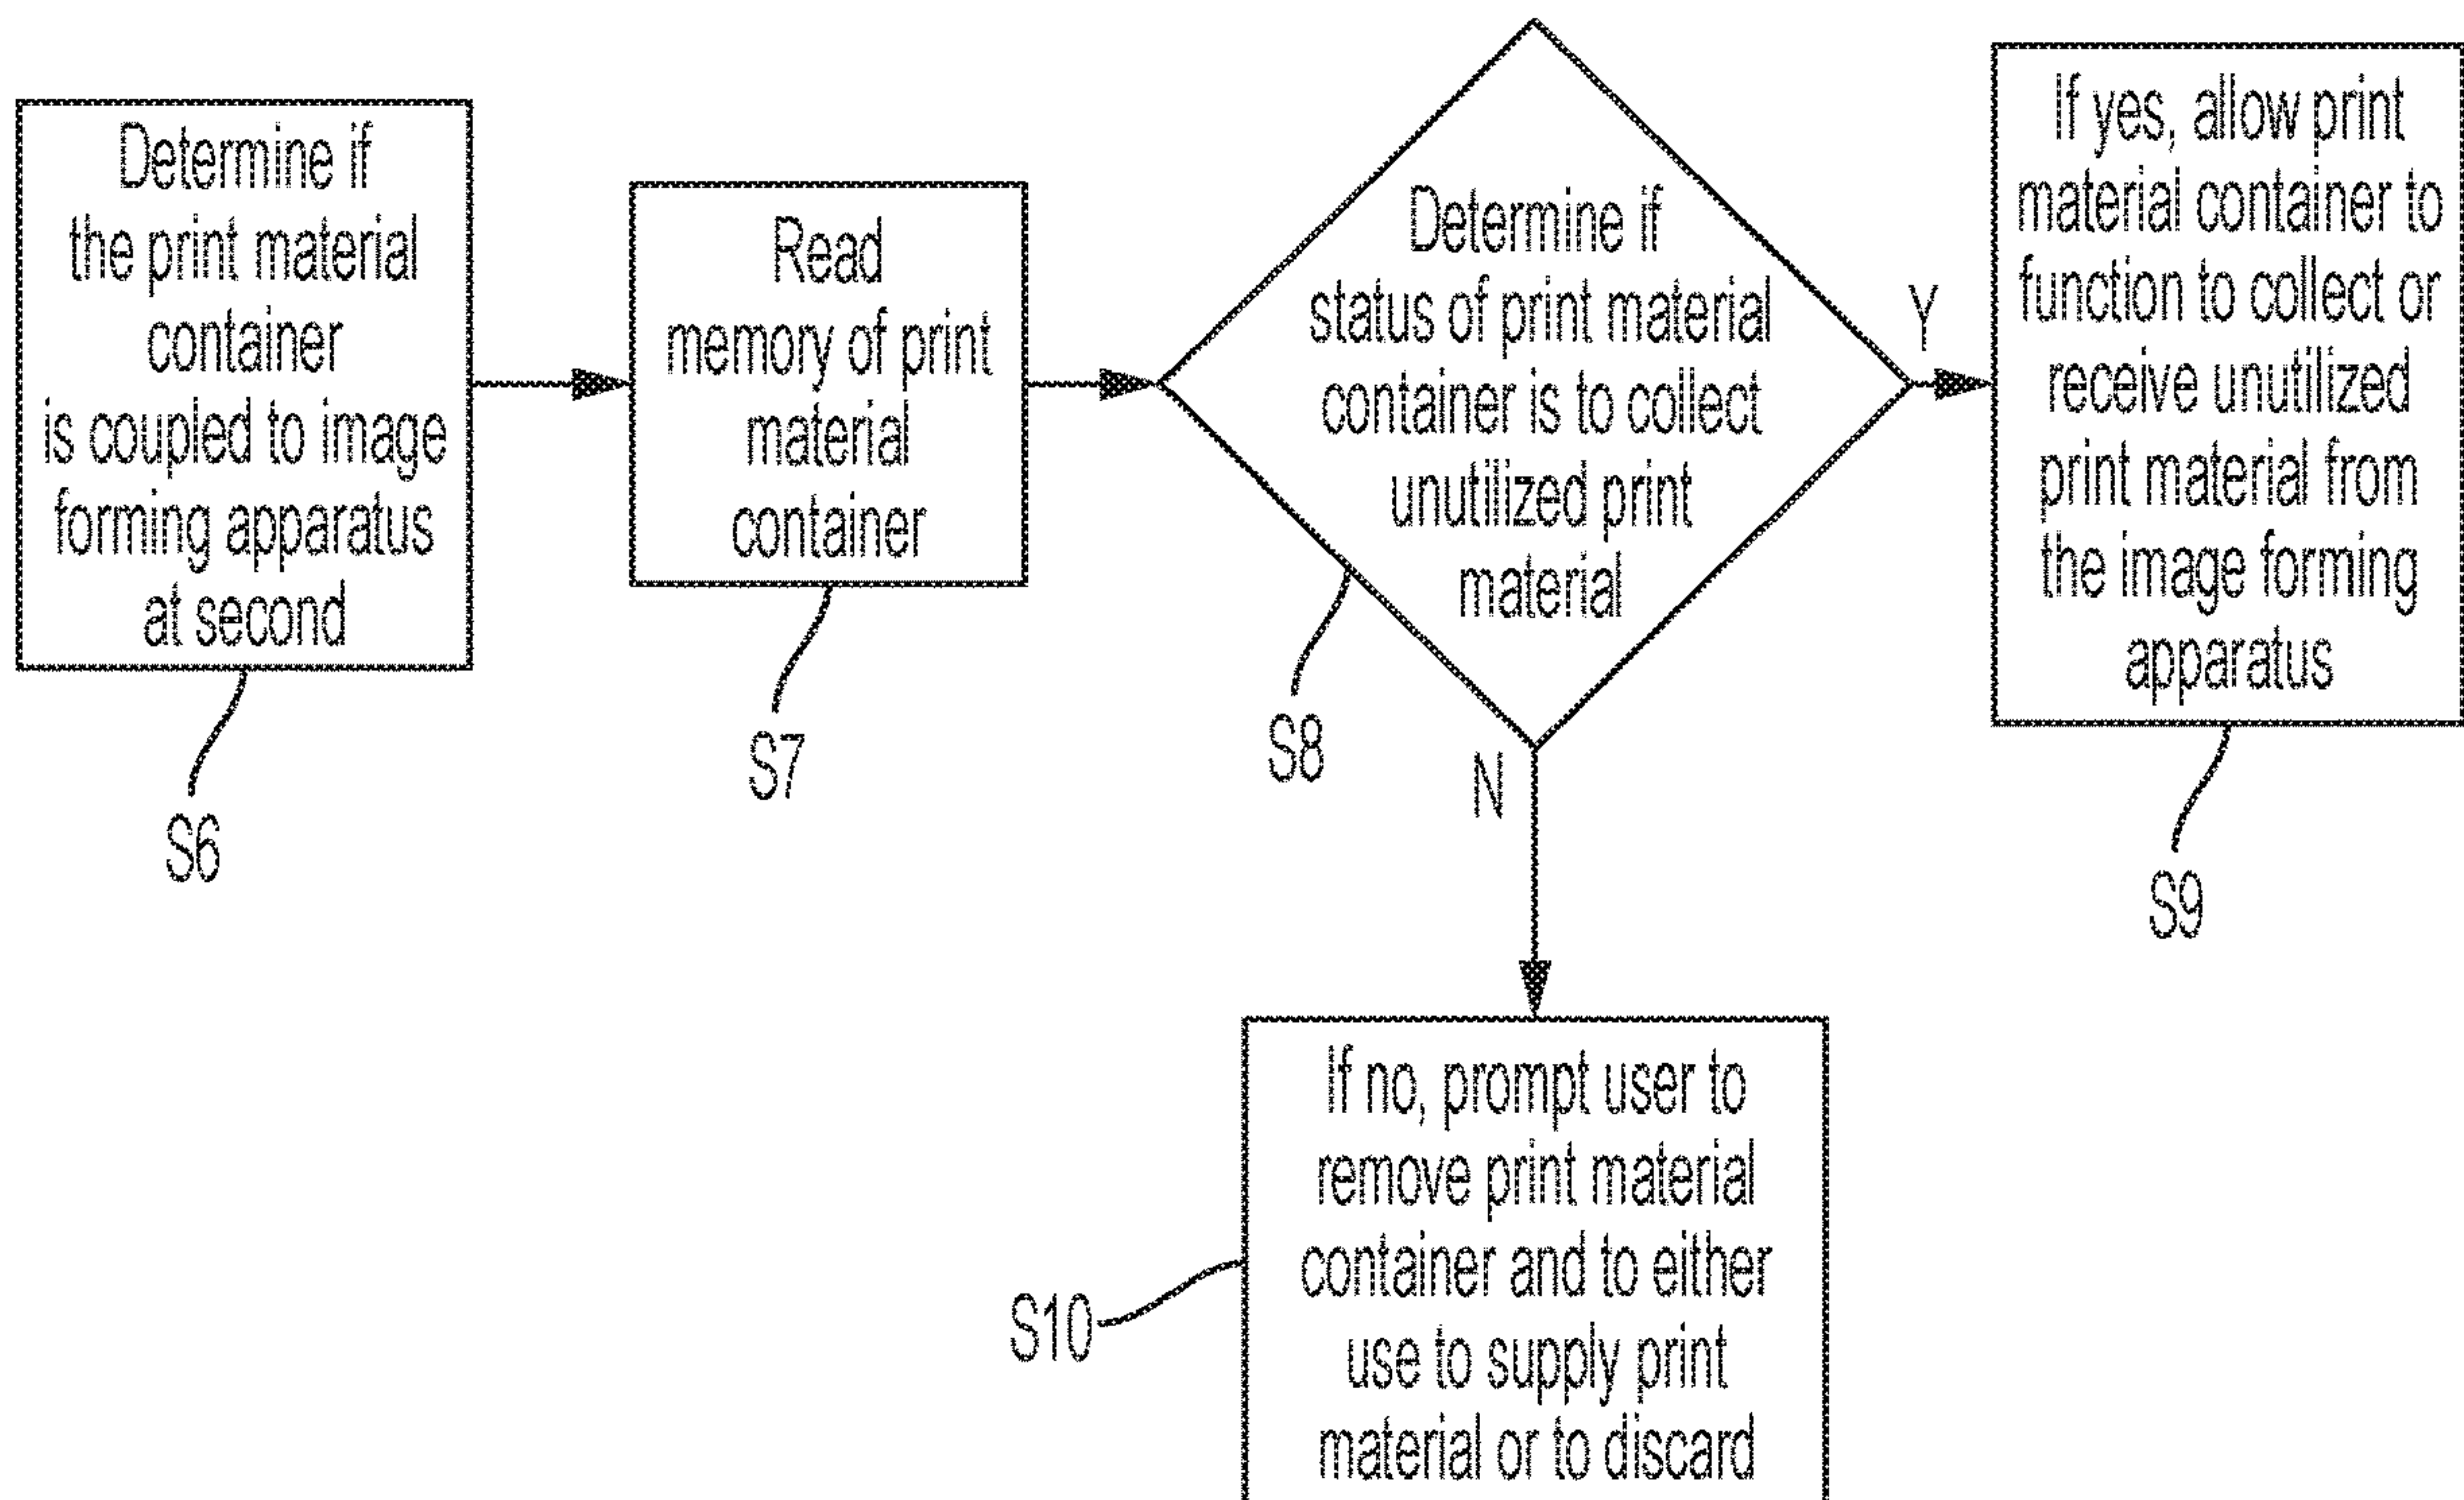 Determine if
the print material
container
is coupled to image
forming apparatus
at second
S6
Read
memory of print
material
container
S7
Determine if
status of print material
container is to collect
unutilized print
material
S8
Y
N
If yes, allow print
material container to
function to collect or
receive unutilized
print material from
the image forming
apparatus
S9
If no, prompt user to
remove print material
container and to either
use to supply print
material or to discard
S10